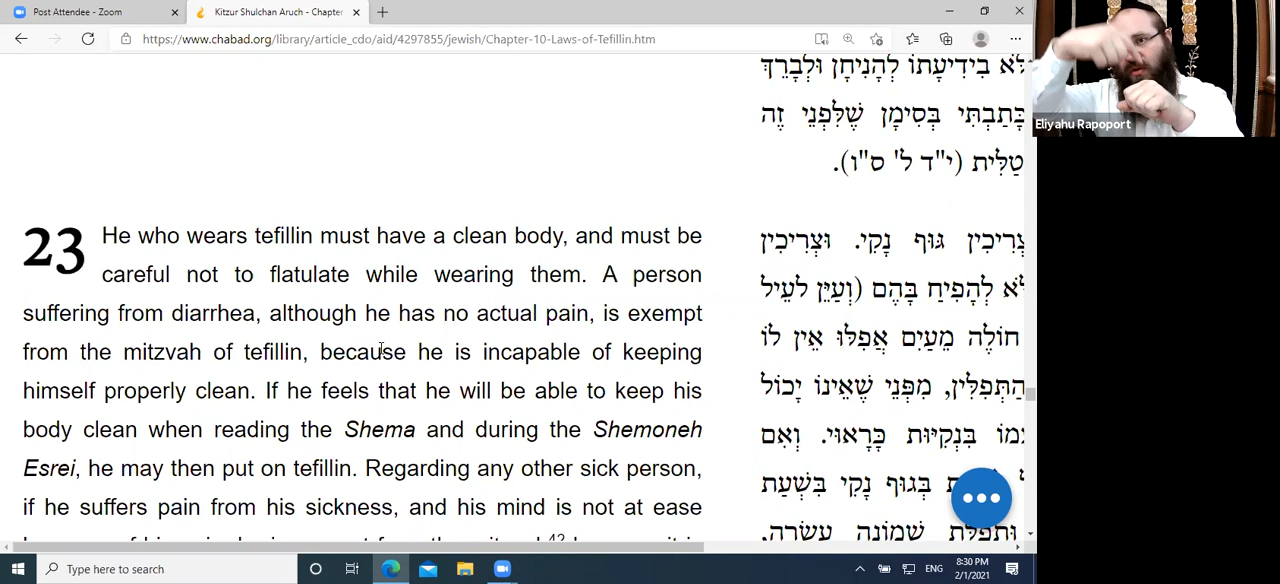 Post Attendee - Zoom
Kitzur Shulchan Aruch - Chapter
https://www.chabad.org/library/article_cdo/aid/4297855/jewish/Chapter-10-Laws-of-Tefillin.htm
Eliyahu Rapoport
23 He who wears tefillin must have a clean body, and must be
careful not to flatulate while wearing them. A person
suffering from diarrhea, although he has no actual pain, is exempt
from the mitzvah of tefillin, because he is incapable of keeping
himself properly clean. If he feels that he will be able to keep his
body clean when reading the Shema and during the Shemoneh
Esrei, he may then put on tefillin. Regarding any other sick person,
if he suffers pain from his sickness, and his mind is not at ease
בִידִיעָתוֹ לְהָנִיחָן וּלְבָרֵךְ
כָּתַבְתִּי בְּסִימָן שֶׁלִּפְנֵי זֶה
טַלִּית (י"ד ל' ס"ו).
צְרִיכִין גּוּף נָקִי. וּצְרִיכִין
לְהָפִיחַ בָּהֶם (וְעַיֵּן לְעֵיל
חוֹלֶה מֵעַיִם אֲפִלּוּ אֵין לוֹ
הַתְּפִלִּין, מִפְּנֵי שֶׁאֵינוֹ יָכוֹל
בִּנְקִיּוּת כָּרָאוּי. וְאִם
בְּגוּף נָקִי בִּשְׁעַת
וּתְפִלַּת שְׁמוֹנֶה עֶשְׂרֵה,
Type here to search
ENG
8:30 PM
2/1/2021